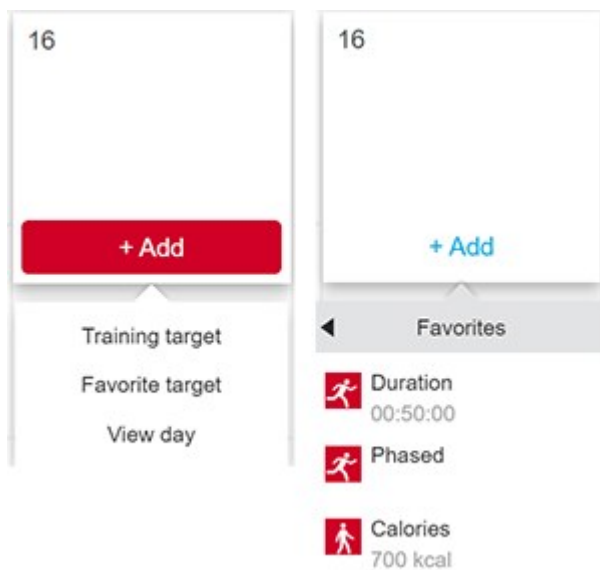 16
+ Add
Training target
Favorite target
View day
16
+ Add
Favorites
Duration
00:50:00
Phased
Calories
700 kcal